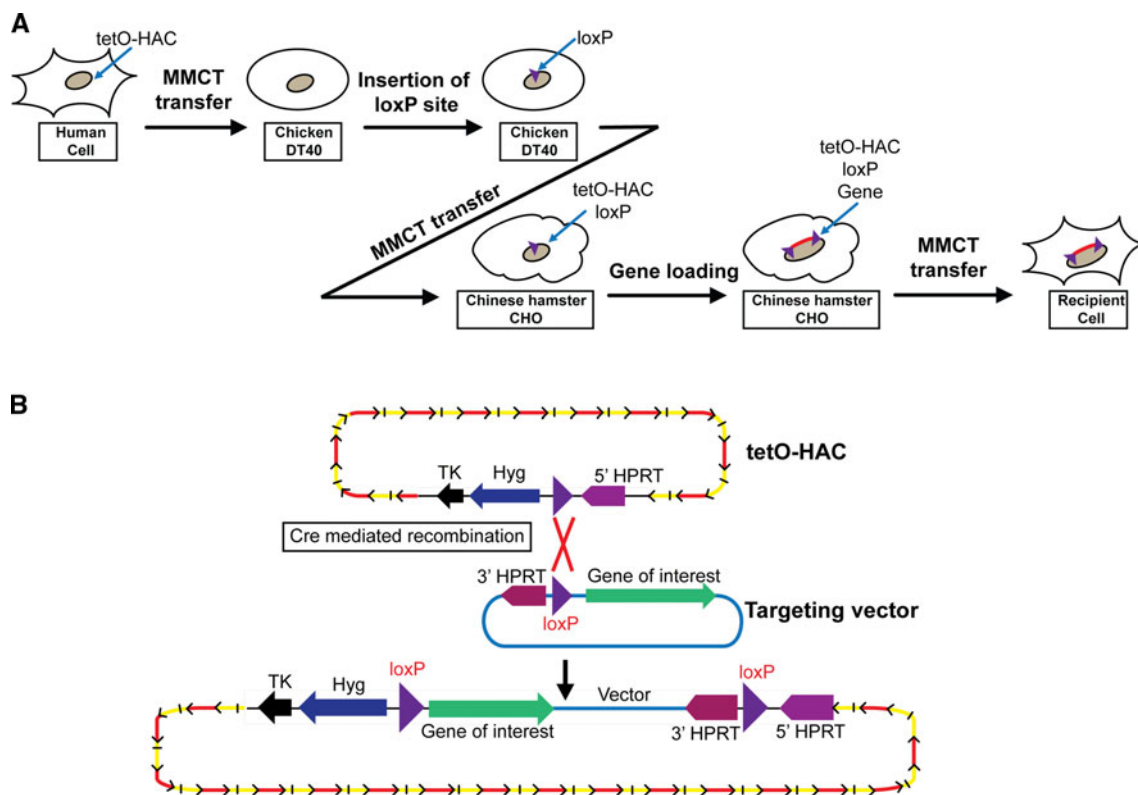 A
tetO-HAC
MMCT
transfer
Insertion of
loxP site
loxP
Human
Cell
Chicken
DT40
Chicken
DT40
MMCT transfer
tetO-HAC
loxP
Gene loading
tetO-HAC
loxP
Gene
MMCT
transfer
Chinese hamster
CHO
Chinese hamster
CHO
Recipient
Cell
B
tetO-HAC
TK
Hyg
5' HPRT
Cre mediated recombination
3' HPRT
Gene of interest
loxP
Targeting vector
TK
Hyg
loxP
Gene of interest
Vector
3' HPRT
loxP
5' HPRT